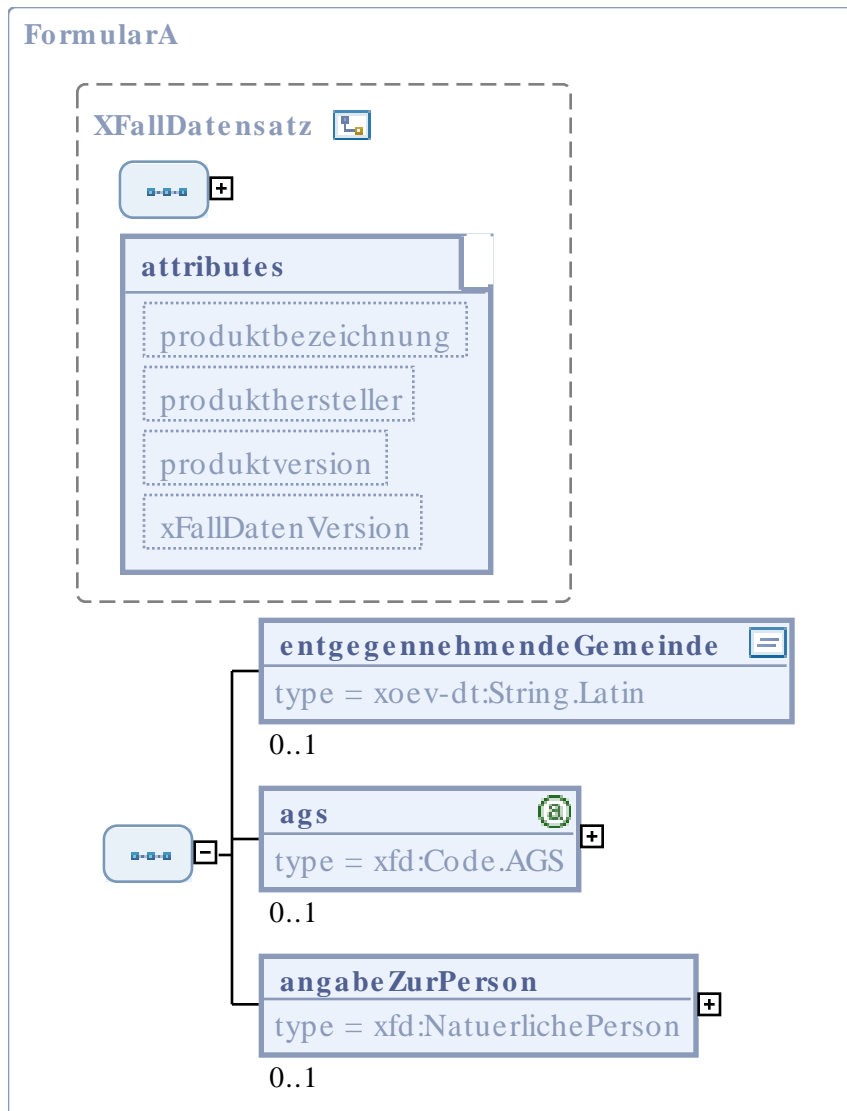 FormularA
XFallDatensatz
attributes
produktbezeichnung
produkthersteller
produktversion
xFallDatenVersion
entgegennehmendeGemeinde
type = xoev-dt:String.Latin
0..1
ags
type = xfd:Code.AGS
0..1
angabeZurPerson
type = xfd:NatuerlichePerson
0..1